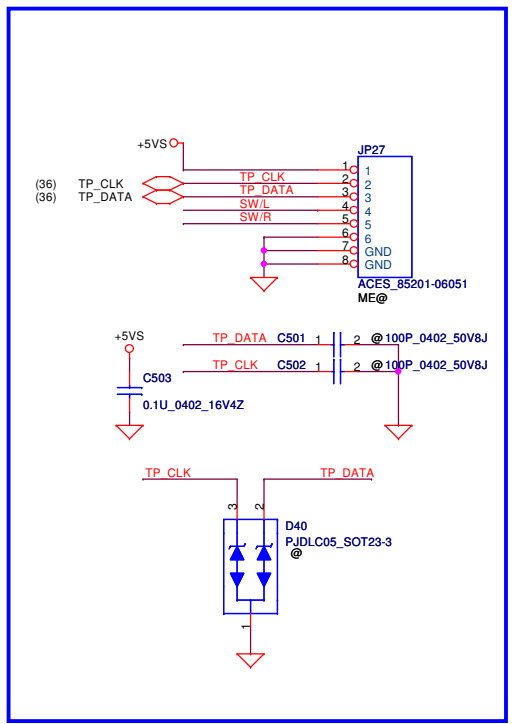 +5VS
JP27
1 1
(36) TP_CLK TP_CLK 2 2
(36) TP_DATA TP_DATA 3 3
SW/L 4 4
SW/R 5 5
6 6
7 GND
8 GND
ACES_85201-06051
ME@
+5VS
TP_DATA C501 1 2 @ 100P_0402_50V8J
TP_CLK C502 1 2 @ 100P_0402_50V8J
C503
0.1U_0402_16V4Z
TP_CLK TP_DATA
3 2
D40
PJDLC05_SOT23-3
@
1